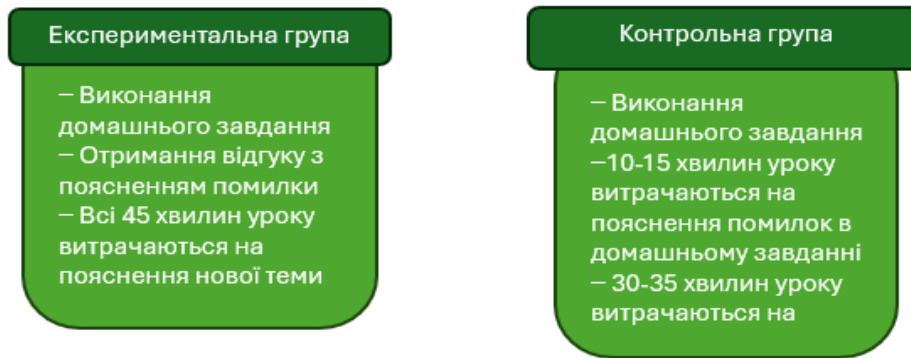 Експериментальна група
– Виконання
домашнього завдання
– Отримання відгуку з
поясненням помилки
– Всі 45 хвилин уроку
витрачаються на
пояснення нової теми
Контрольна група
– Виконання
домашнього завдання
–10-15 хвилин уроку
витрачаються на
пояснення помилок в
домашньому завданні
– 30-35 хвилин уроку
витрачаються на